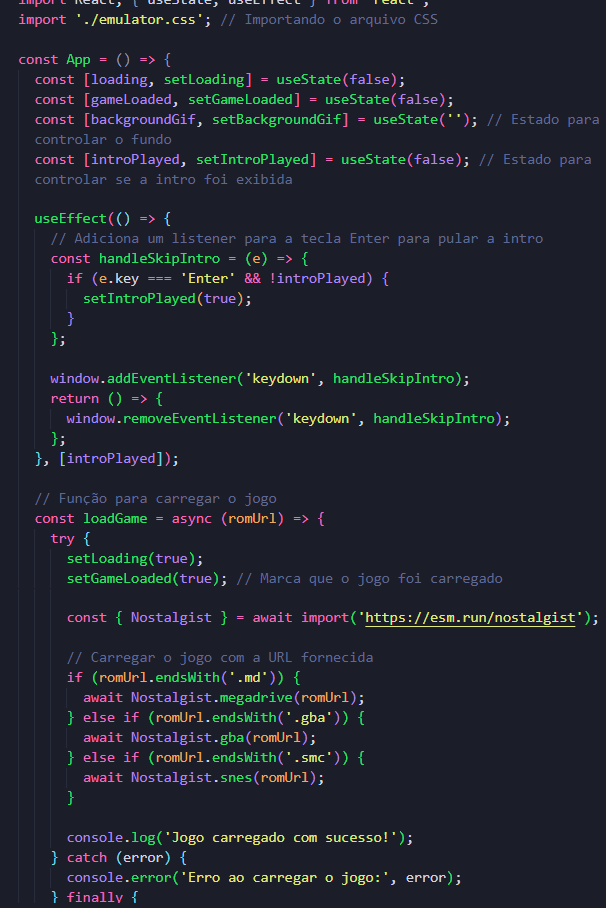 import React, { useState, useEffect } from 'react';
import './emulator.css'; // Importando o arquivo CSS

const App = () => {
  const [loading, setLoading] = useState(false);
  const [gameLoaded, setGameLoaded] = useState(false);
  const [backgroundGif, setBackgroundGif] = useState(''); // Estado para
  controlar o fundo
  const [introPlayed, setIntroPlayed] = useState(false); // Estado para
  controlar se a intro foi exibida

  useEffect(() => {
    // Adiciona um listener para a tecla Enter para pular a intro
    const handleSkipIntro = (e) => {
      if (e.key === 'Enter' && !introPlayed) {
        setIntroPlayed(true);
      }
    };

    window.addEventListener('keydown', handleSkipIntro);
    return () => {
      window.removeEventListener('keydown', handleSkipIntro);
    };
  }, [introPlayed]);

  // Função para carregar o jogo
  const loadGame = async (romUrl) => {
    try {
      setLoading(true);
      setGameLoaded(true); // Marca que o jogo foi carregado

      const { Nostalgist } = await import('https://esm.run/nostalgist');

      // Carregar o jogo com a URL fornecida
      if (romUrl.endsWith('.md')) {
        await Nostalgist.megadrive(romUrl);
      } else if (romUrl.endsWith('.gba')) {
        await Nostalgist.gba(romUrl);
      } else if (romUrl.endsWith('.smc')) {
        await Nostalgist.snes(romUrl);
      }

      console.log('Jogo carregado com sucesso!');
    } catch (error) {
      console.error('Erro ao carregar o jogo:', error);
    } finally {